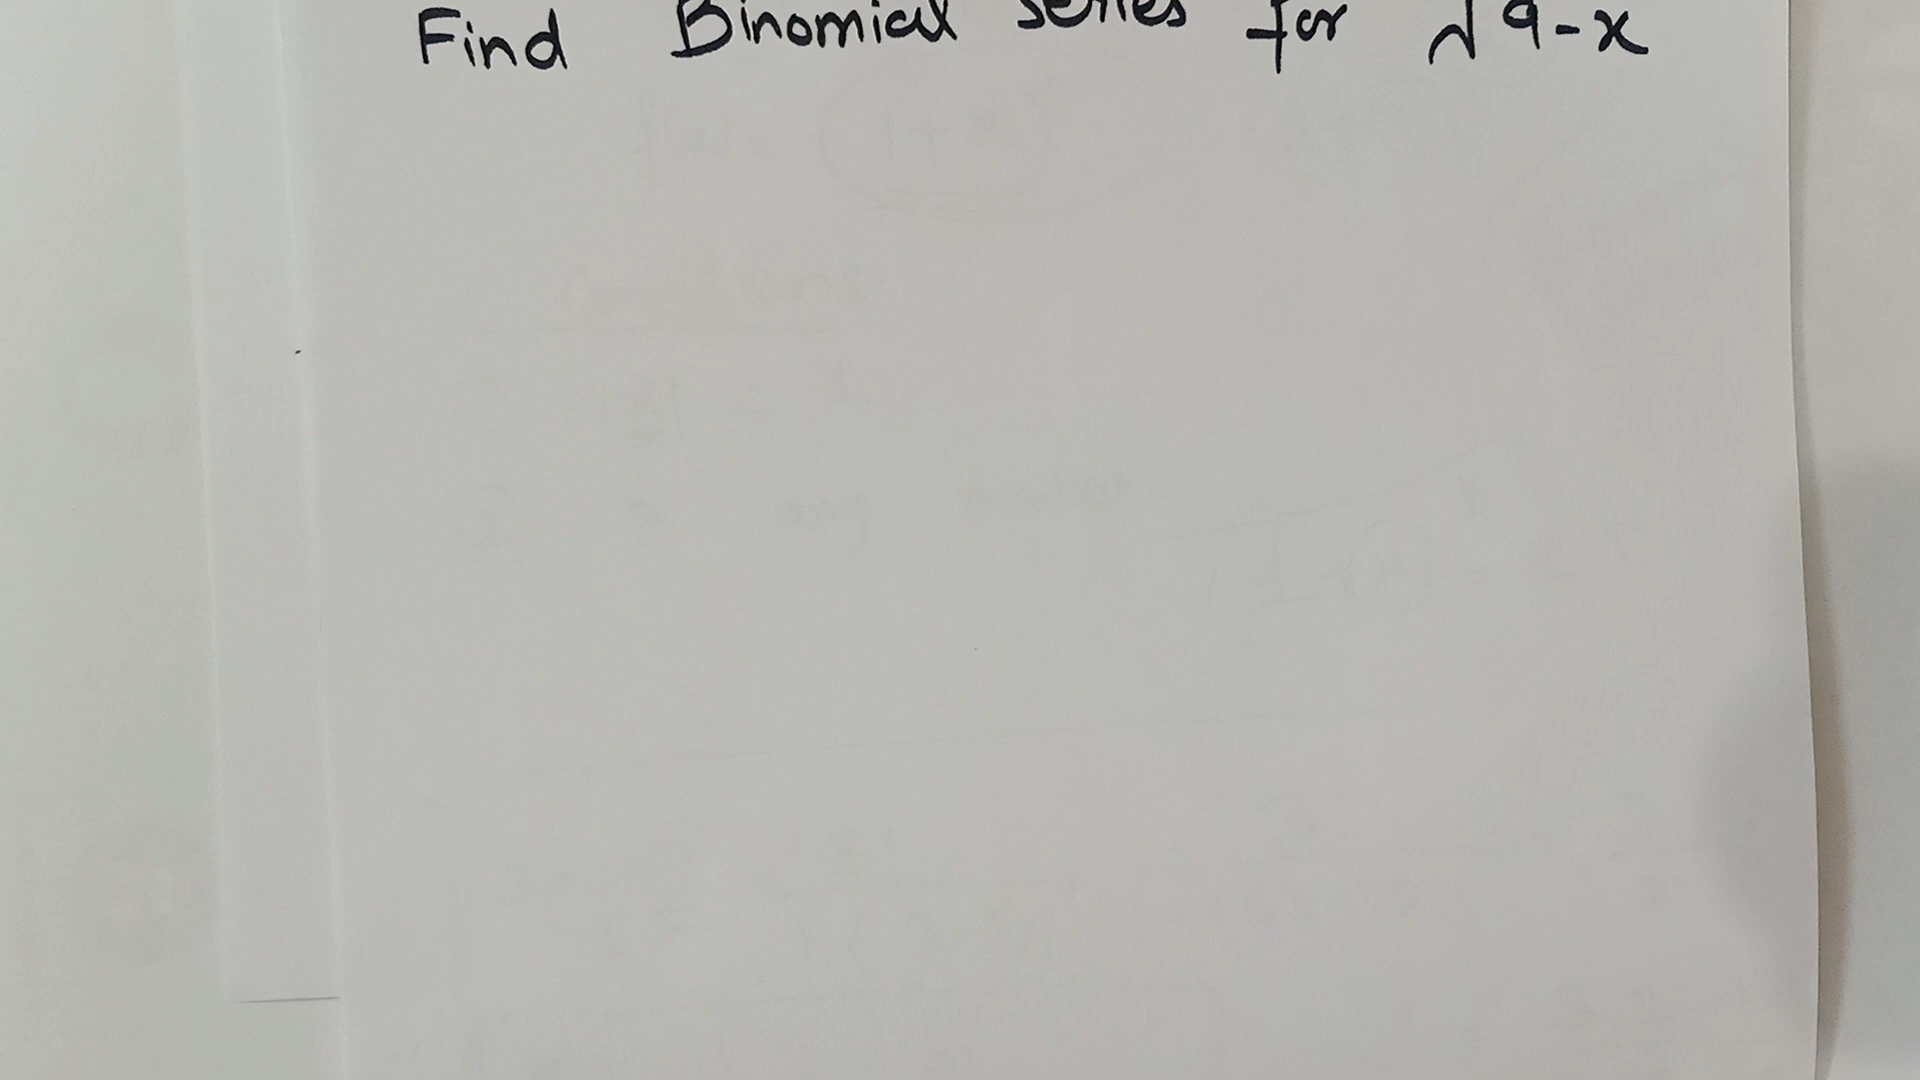 Find Binomial series for √9-x